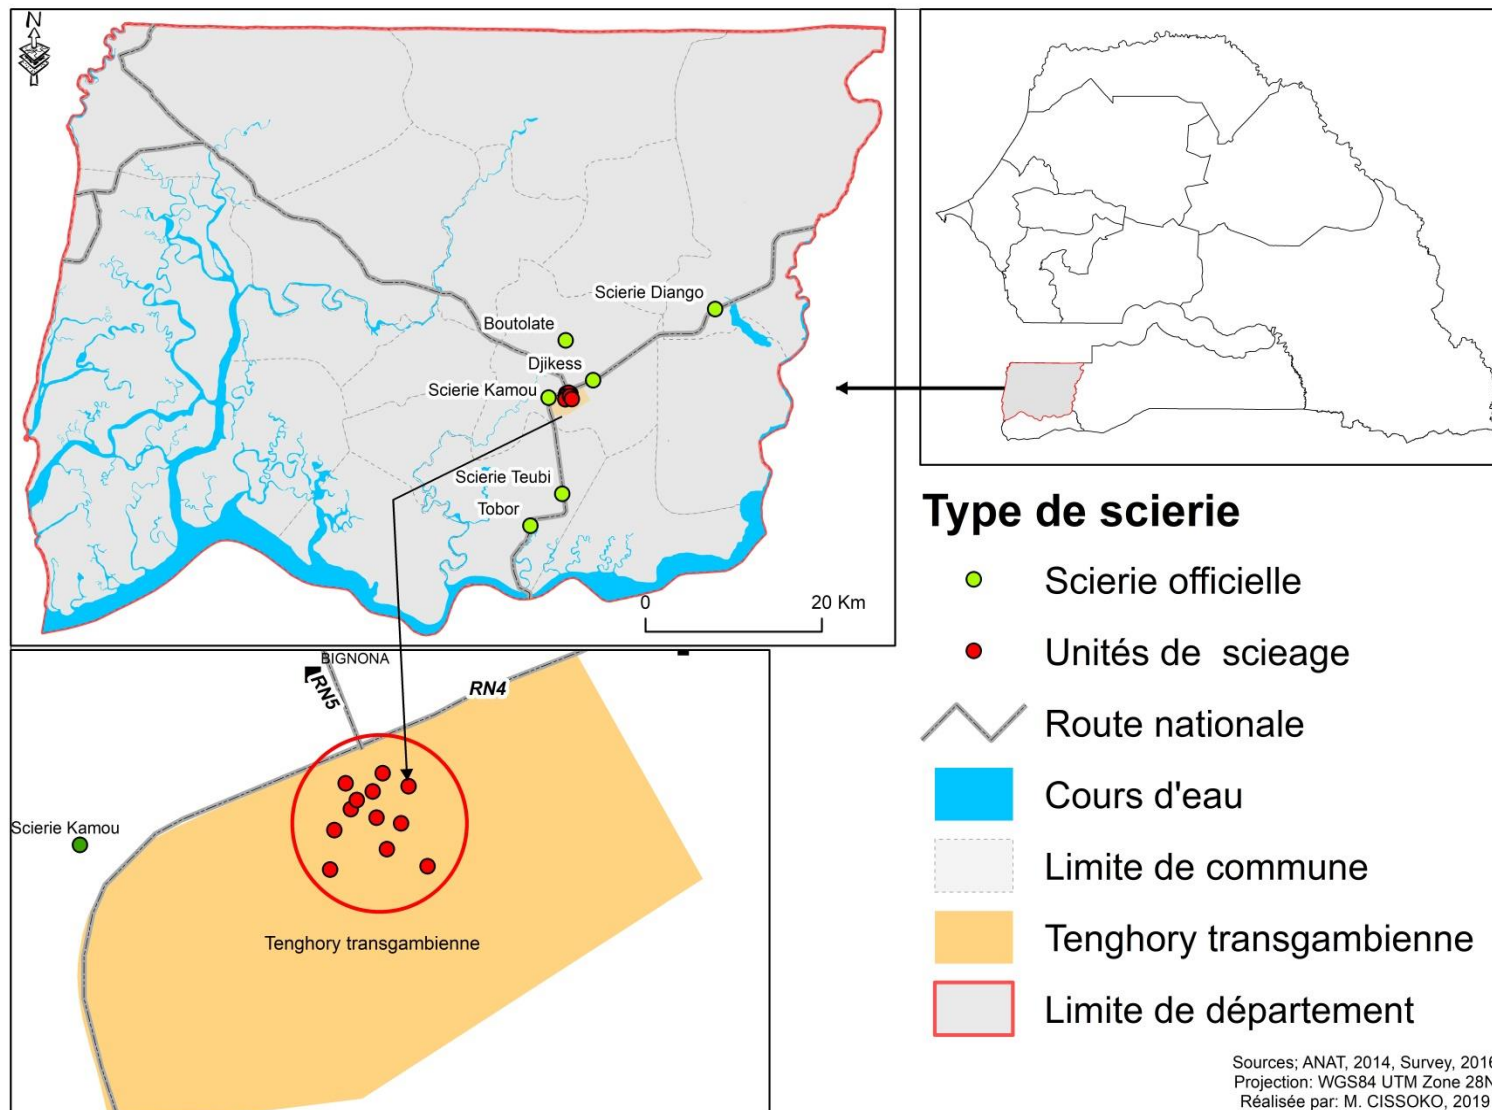 N
Scierie Diango
Boutolate
Djikess
Scierie Kamou
Scierie Teubi
Tobor
0 20 Km
BIGNONA
RN5
RN4
Scierie Kamou
Tenghory transgambienne
Type de scierie
Scierie officielle
Unités de scieage
Route nationale
Cours d'eau
Limite de commune
Tenghory transgambienne
Limite de département
Sources; ANAT, 2014, Survey, 2016
Projection: WGS84 UTM Zone 28N
Réalisée par: M. CISSOKO, 2019